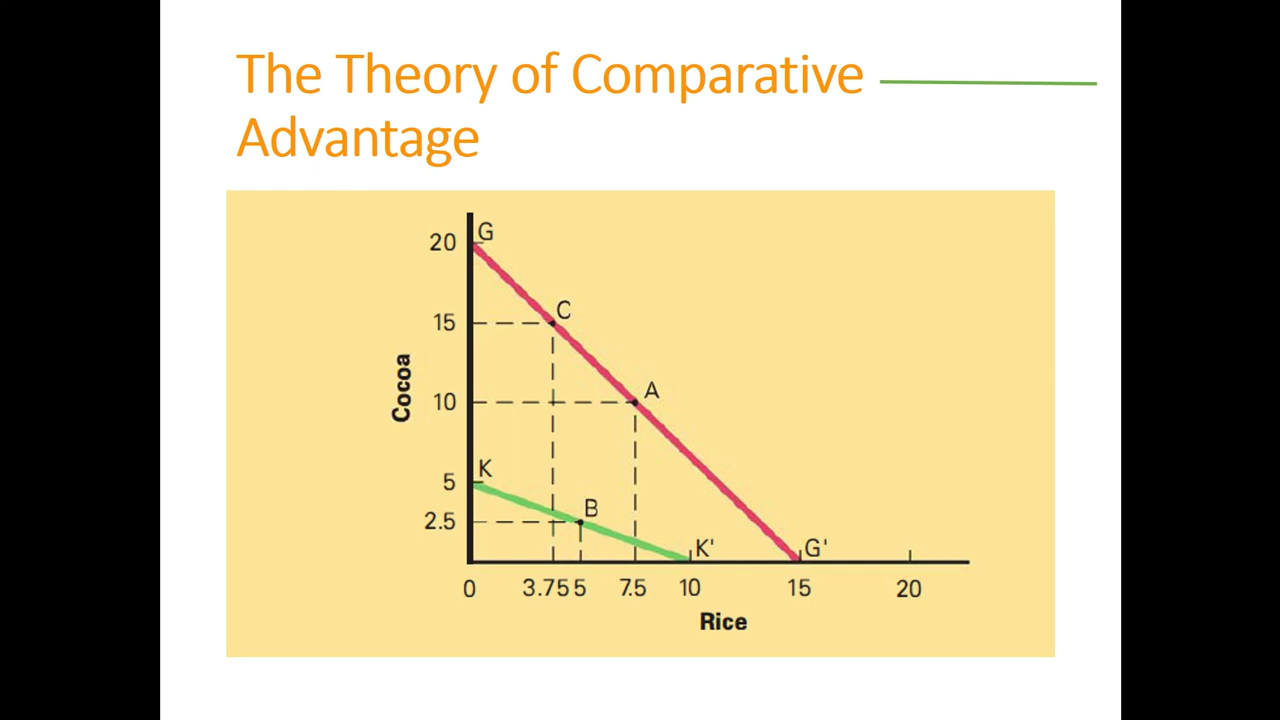 The Theory of Comparative
Advantage
20
G
C
15
A
10
Cocoa
K
5
B
2.5
K'
G'
0
3.75
5
7.5
10
15
20
Rice